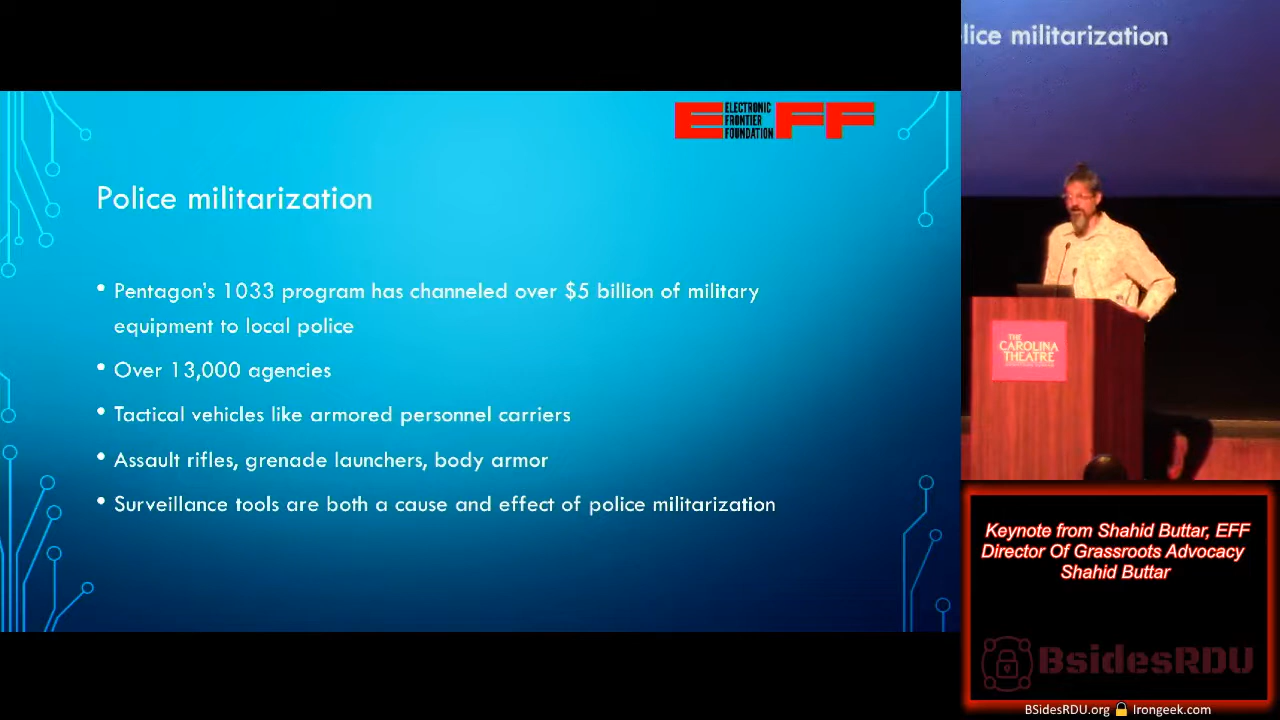 ELECTRONIC
FRONTIER
FOUNDATION
EFF
Police militarization
• Pentagon's 1033 program has channeled over $5 billion of military
equipment to local police
• Over 13,000 agencies
• Tactical vehicles like armored personnel carriers
• Assault rifles, grenade launchers, body armor
• Surveillance tools are both a cause and effect of police militarization
lice militarization
THE
CAROLINA
THEATRE
Keynote from Shahid Buttar, EFF
Director Of Grassroots Advocacy
Shahid Buttar
BsidesRDU
BSidesRDU.org 🔒 Irongeek.com